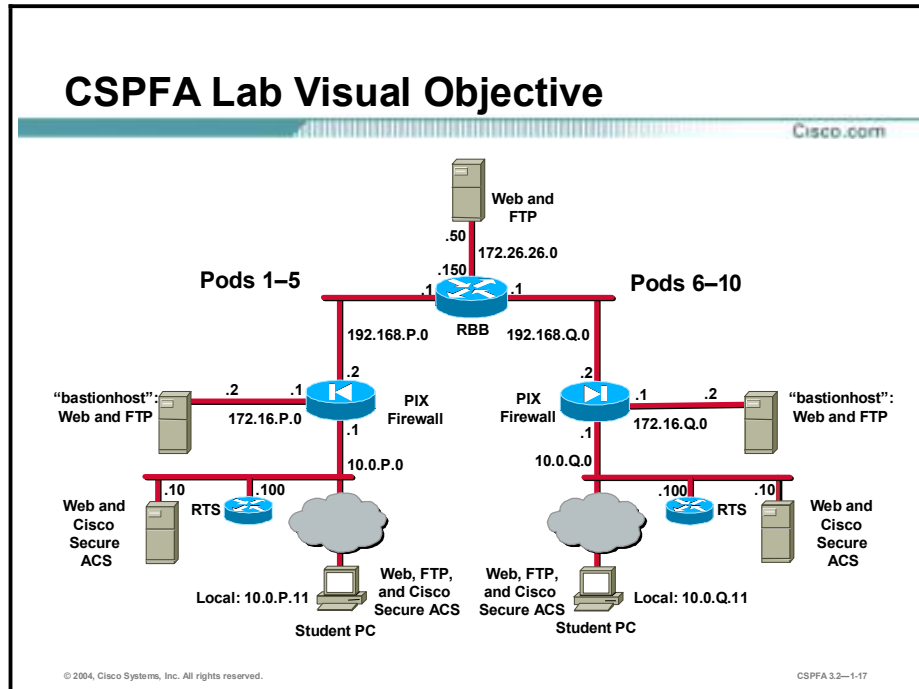 CSPFA Lab Visual Objective
Cisco.com
Web and
FTP
.50
172.26.26.0
.150
Pods 1–5
Pods 6–10
.1
.1
RBB
192.168.P.0
192.168.Q.0
.2
.2
"bastionhost":
Web and FTP
.2
.1
172.16.P.0
PIX
Firewall
PIX
Firewall
.1
.2
172.16.Q.0
"bastionhost":
Web and FTP
.1
.1
10.0.P.0
10.0.Q.0
.10
.100
RTS
Web and
Cisco
Secure
ACS
.100
.10
RTS
Web and
Cisco
Secure
ACS
Web, FTP,
and Cisco
Secure ACS
Web, FTP,
and Cisco
Secure ACS
Local: 10.0.P.11
Local: 10.0.Q.11
Student PC
Student PC
© 2004, Cisco Systems, Inc. All rights reserved.
CSPFA 3.2—1-17